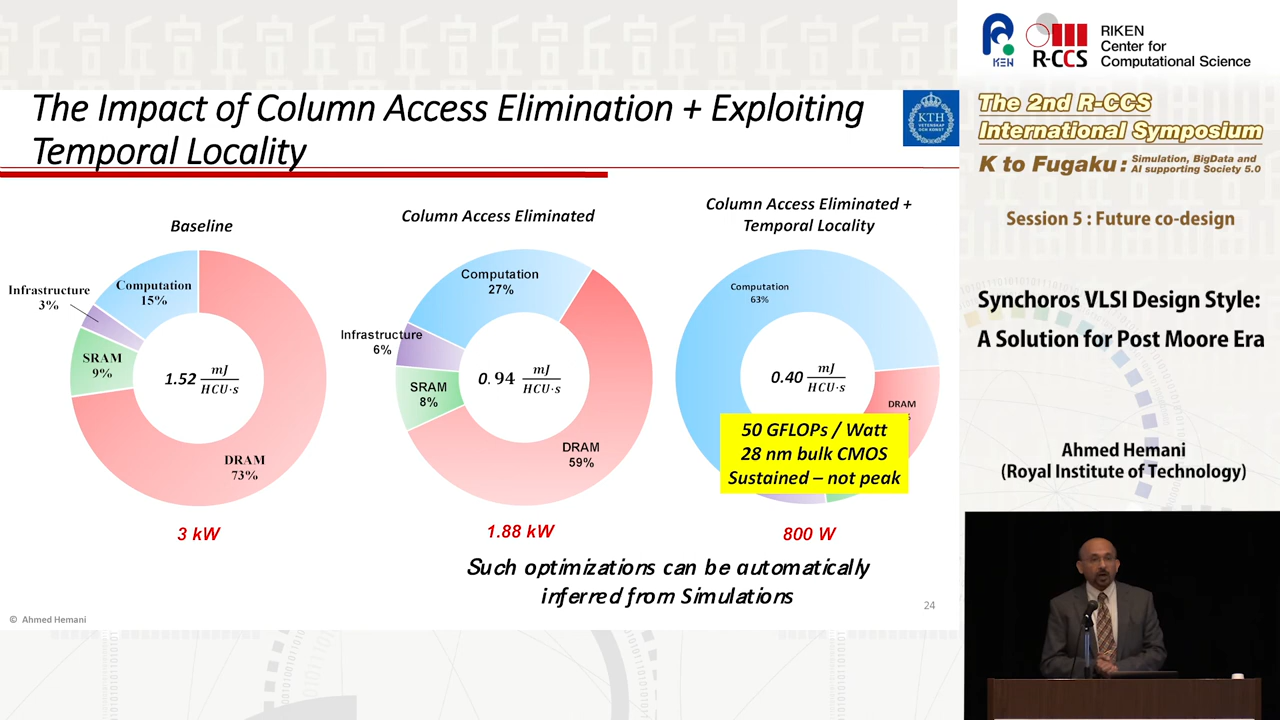 The Impact of Column Access Elimination + Exploiting
Temporal Locality
KTH
VETENSKAP
OCH KONST
Baseline
Infrastructure
3%
Computation
15%
SRAM
9%
1.52 mJ/HCU·s
DRAM
73%
3 kW
Column Access Eliminated
Computation
27%
Infrastructure
6%
SRAM
8%
0.94 mJ/HCU·s
DRAM
59%
1.88 kW
Column Access Eliminated +
Temporal Locality
Computation
63%
0.40 mJ/HCU·s
DRAM
50 GFLOPs / Watt
28 nm bulk CMOS
Sustained – not peak
800 W
Such optimizations can be automatically
inferred from Simulations
© Ahmed Hemani
24
RIKEN
R-CCS
RIKEN
Center for
Computational Science
The 2nd R-CCS
International Symposium
K to Fugaku : Simulation, BigData and
AI supporting Society 5.0
Session 5 : Future co-design
Synchoros VLSI Design Style:
A Solution for Post Moore Era
Ahmed Hemani
(Royal Institute of Technology)